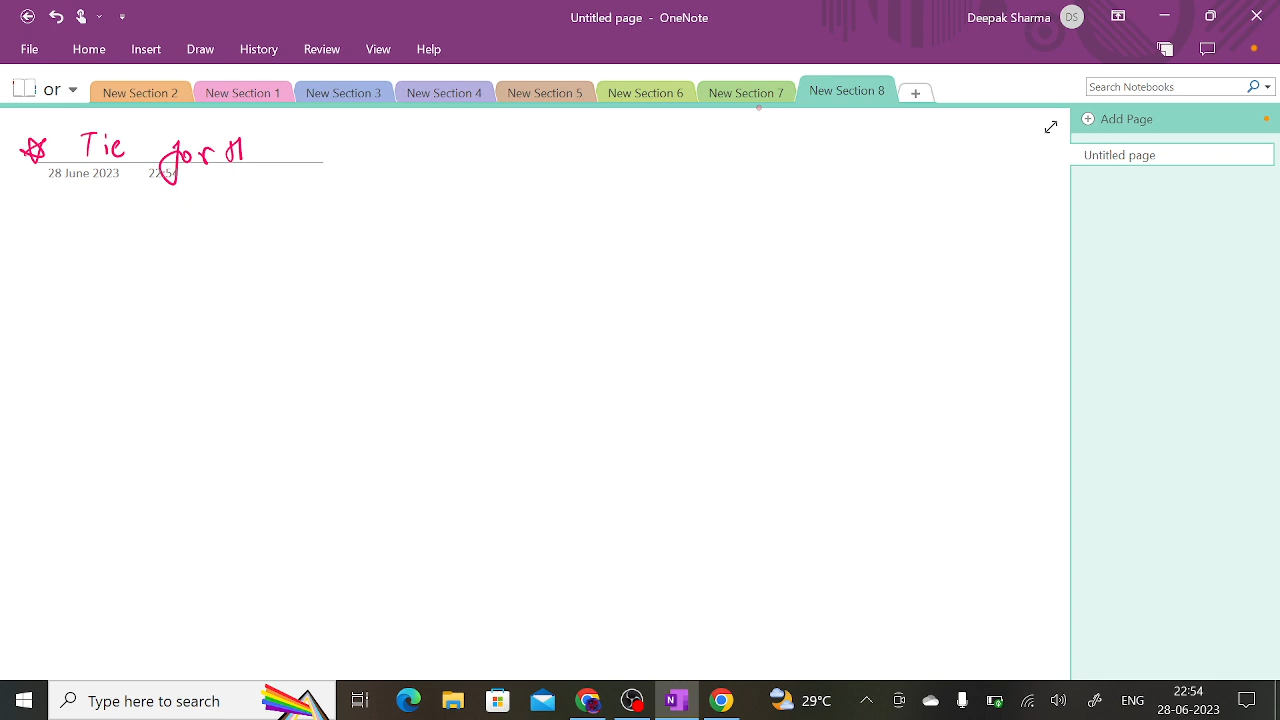 Untitled page - OneNote
Deepak Sharma DS
File Home Insert Draw History Review View Help
or New Section 2 New Section 1 New Section 3 New Section 4 New Section 5 New Section 6 New Section 7 New Section 8
Search Notebooks
Add Page
Untitled page
Tie for
28 June 2023
Type here to search
29°C
ENG
22:54
28-06-2023